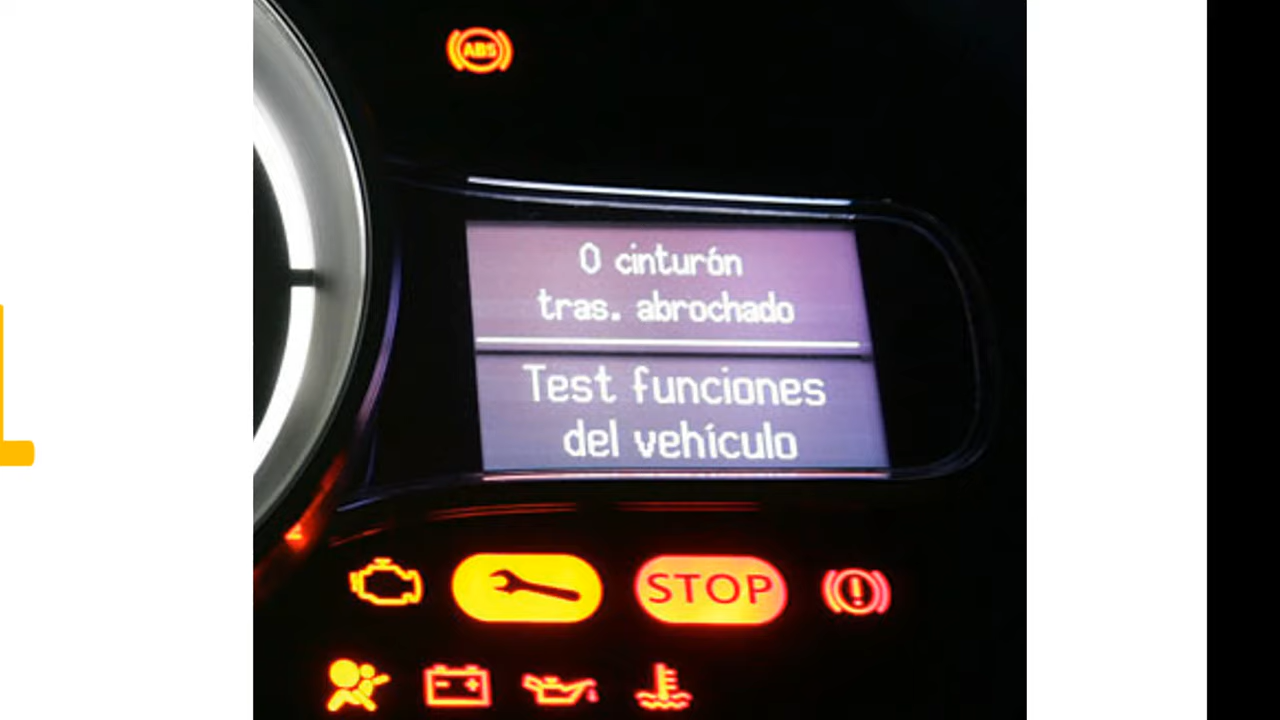 ABS
0 cinturón
tras. abrochado
Test funciones
del vehículo
STOP